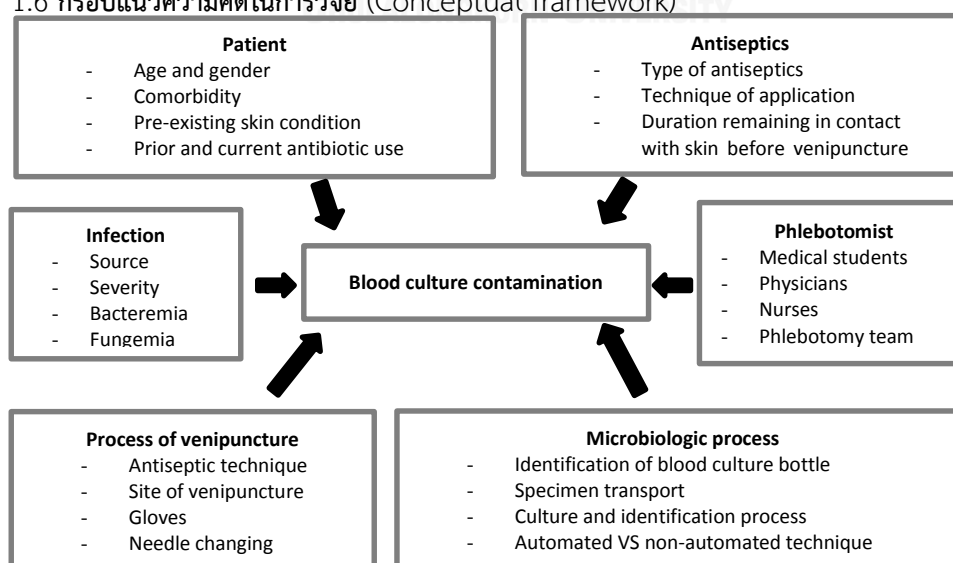 1.6 กรอบแนวความคิดในการวิจัย (Conceptual framework)
Patient
- Age and gender
- Comorbidity
- Pre-existing skin condition
- Prior and current antibiotic use
Antiseptics
- Type of antiseptics
- Technique of application
- Duration remaining in contact
with skin before venipuncture
Infection
- Source
- Severity
- Bacteremia
- Fungemia
Blood culture contamination
Phlebotomist
- Medical students
- Physicians
- Nurses
- Phlebotomy team
Process of venipuncture
- Antiseptic technique
- Site of venipuncture
- Gloves
- Needle changing
Microbiologic process
- Identification of blood culture bottle
- Specimen transport
- Culture and identification process
- Automated VS non-automated technique